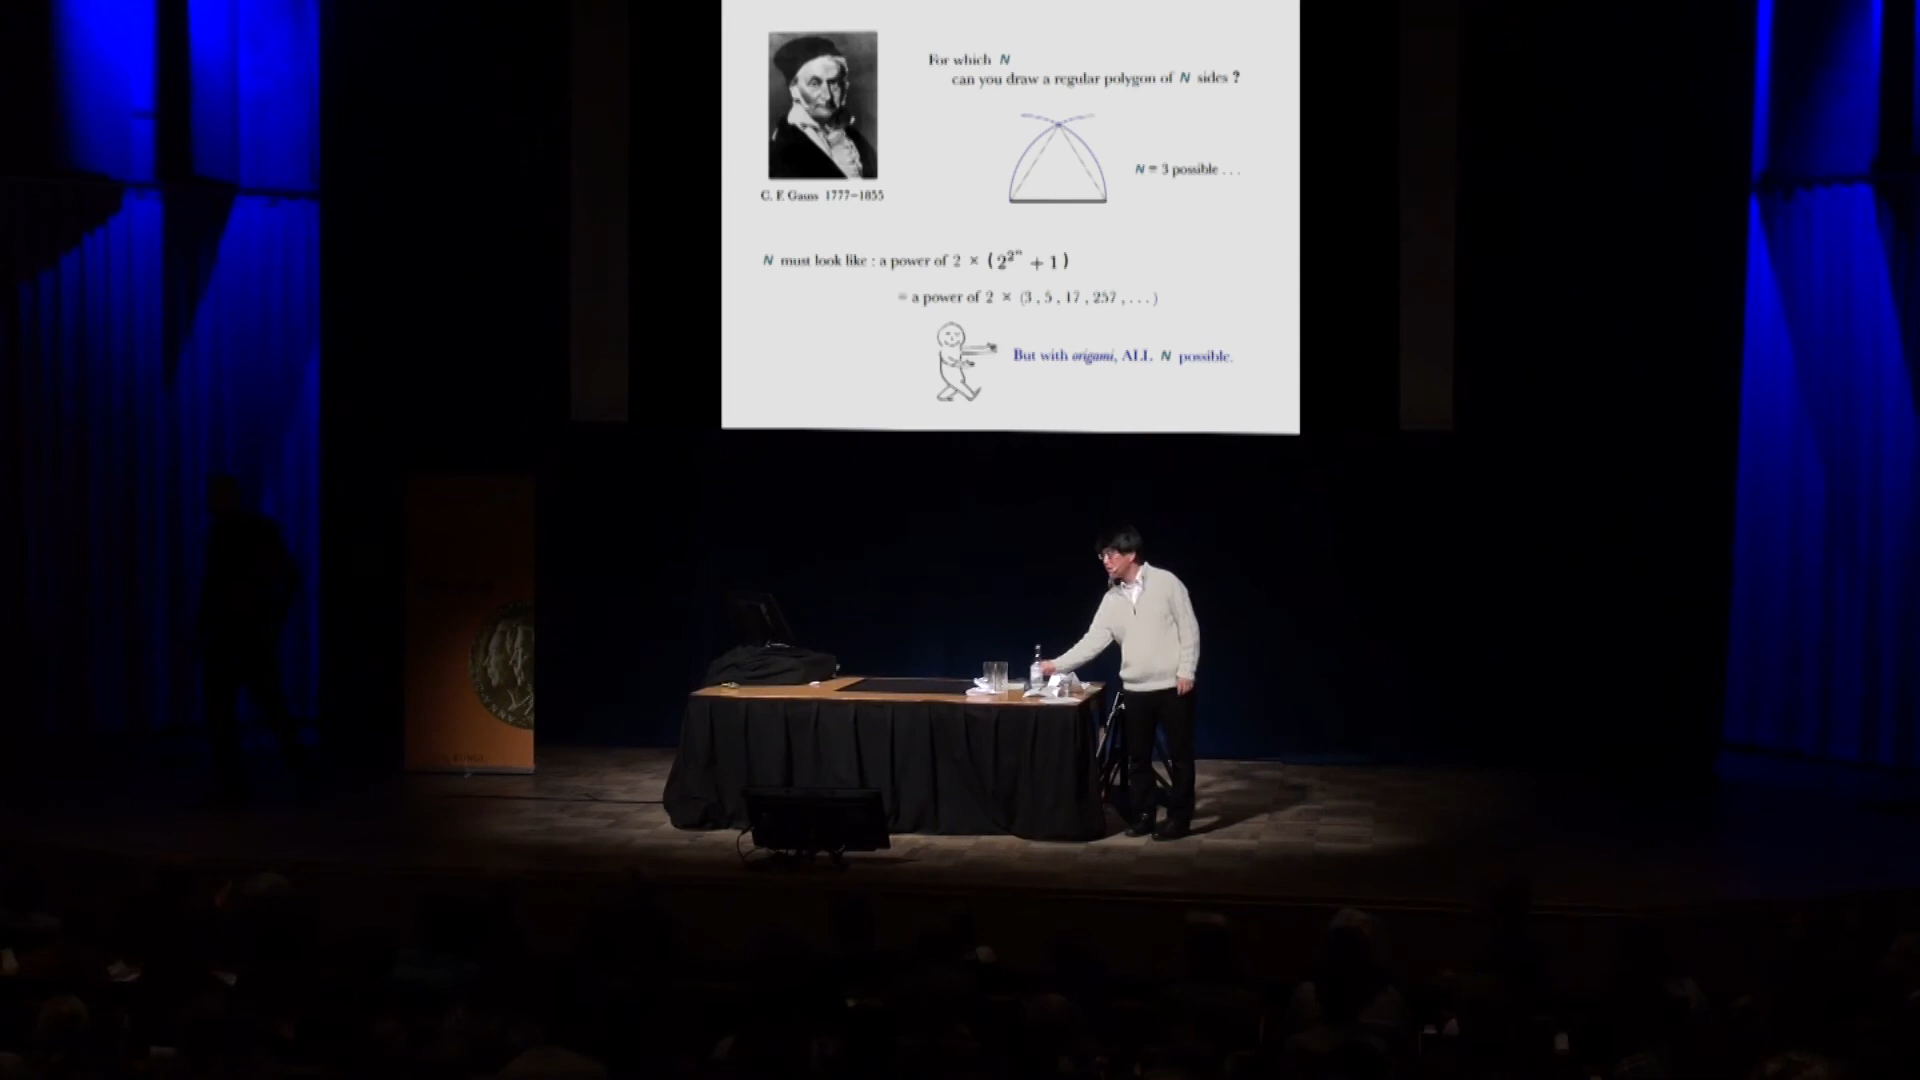 For which N
can you draw a regular polygon of N sides ?
N = 3 possible . . .
C. F. Gauss 1777–1855
N must look like : a power of 2 × (2^{2^n} + 1)
= a power of 2 × (3 , 5 , 17 , 257 , . . . )
But with origami, ALL N possible.